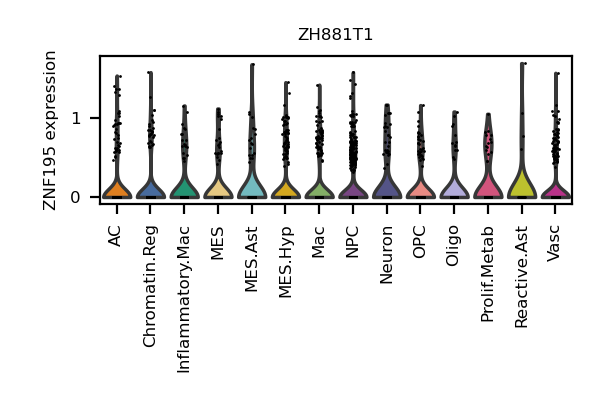 ZH881T1
ZNF195 expression
1
0
AC
Chromatin.Reg
Inflammatory.Mac
MES
MES.Ast
MES.Hyp
Mac
NPC
Neuron
OPC
Oligo
Prolif.Metab
Reactive.Ast
Vasc